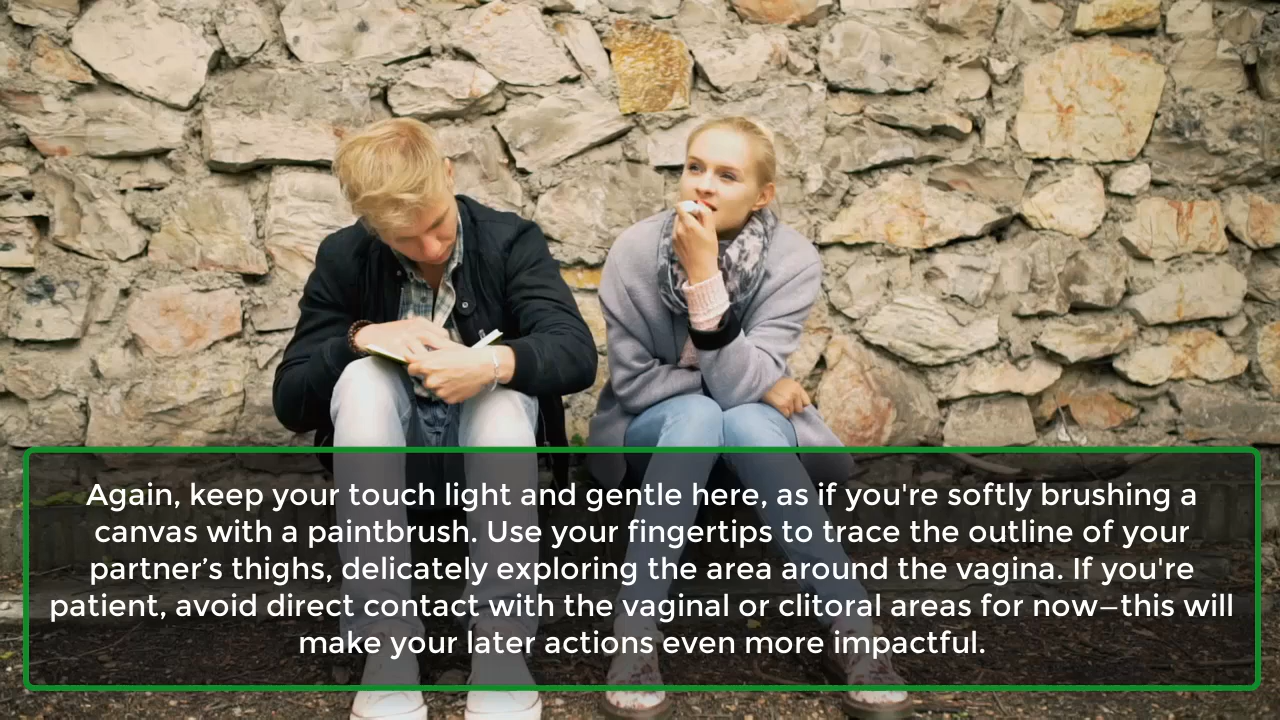 Again, keep your touch light and gentle here, as if you're softly brushing a
canvas with a paintbrush. Use your fingertips to trace the outline of your
partner’s thighs, delicately exploring the area around the vagina. If you're
patient, avoid direct contact with the vaginal or clitoral areas for now—this will
make your later actions even more impactful.